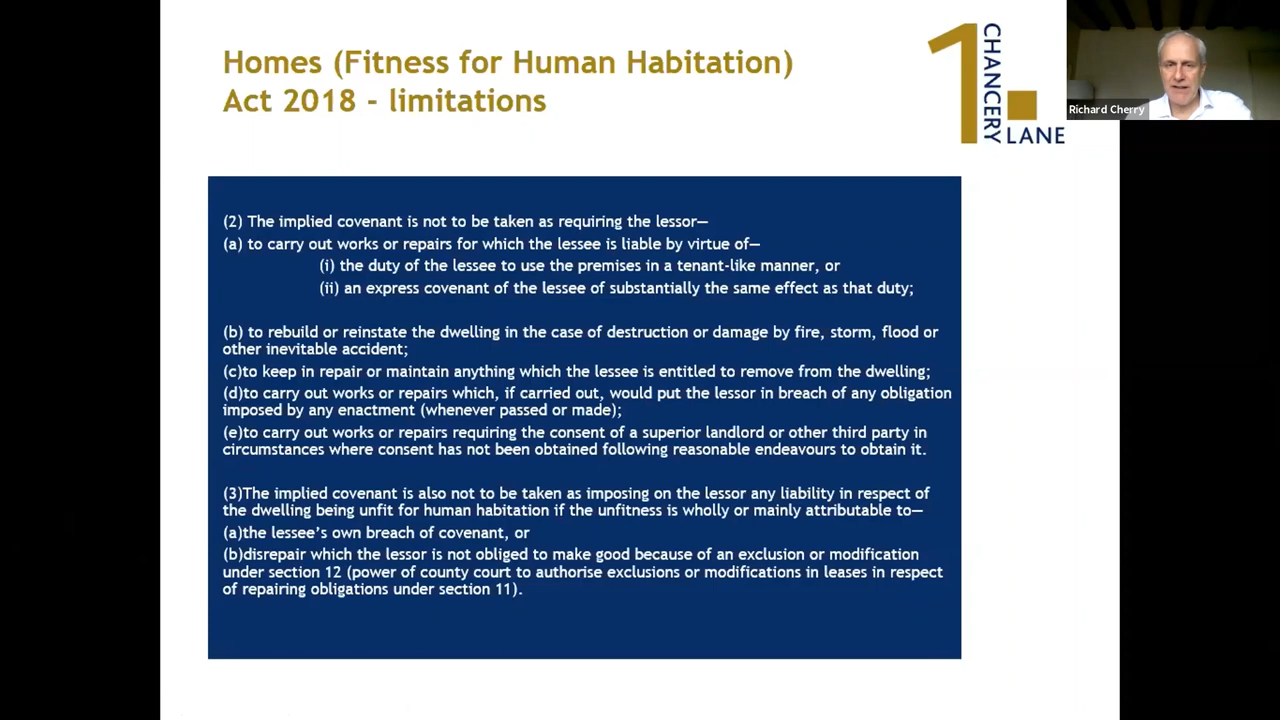 Homes (Fitness for Human Habitation)
Act 2018 - limitations
1 CHANCERY LANE
Richard Cherry
(2) The implied covenant is not to be taken as requiring the lessor—
(a) to carry out works or repairs for which the lessee is liable by virtue of—
(i) the duty of the lessee to use the premises in a tenant-like manner, or
(ii) an express covenant of the lessee of substantially the same effect as that duty;
(b) to rebuild or reinstate the dwelling in the case of destruction or damage by fire, storm, flood or
other inevitable accident;
(c)to keep in repair or maintain anything which the lessee is entitled to remove from the dwelling;
(d)to carry out works or repairs which, if carried out, would put the lessor in breach of any obligation
imposed by any enactment (whenever passed or made);
(e)to carry out works or repairs requiring the consent of a superior landlord or other third party in
circumstances where consent has not been obtained following reasonable endeavours to obtain it.
(3)The implied covenant is also not to be taken as imposing on the lessor any liability in respect of
the dwelling being unfit for human habitation if the unfitness is wholly or mainly attributable to—
(a)the lessee’s own breach of covenant, or
(b)disrepair which the lessor is not obliged to make good because of an exclusion or modification
under section 12 (power of county court to authorise exclusions or modifications in leases in respect
of repairing obligations under section 11).